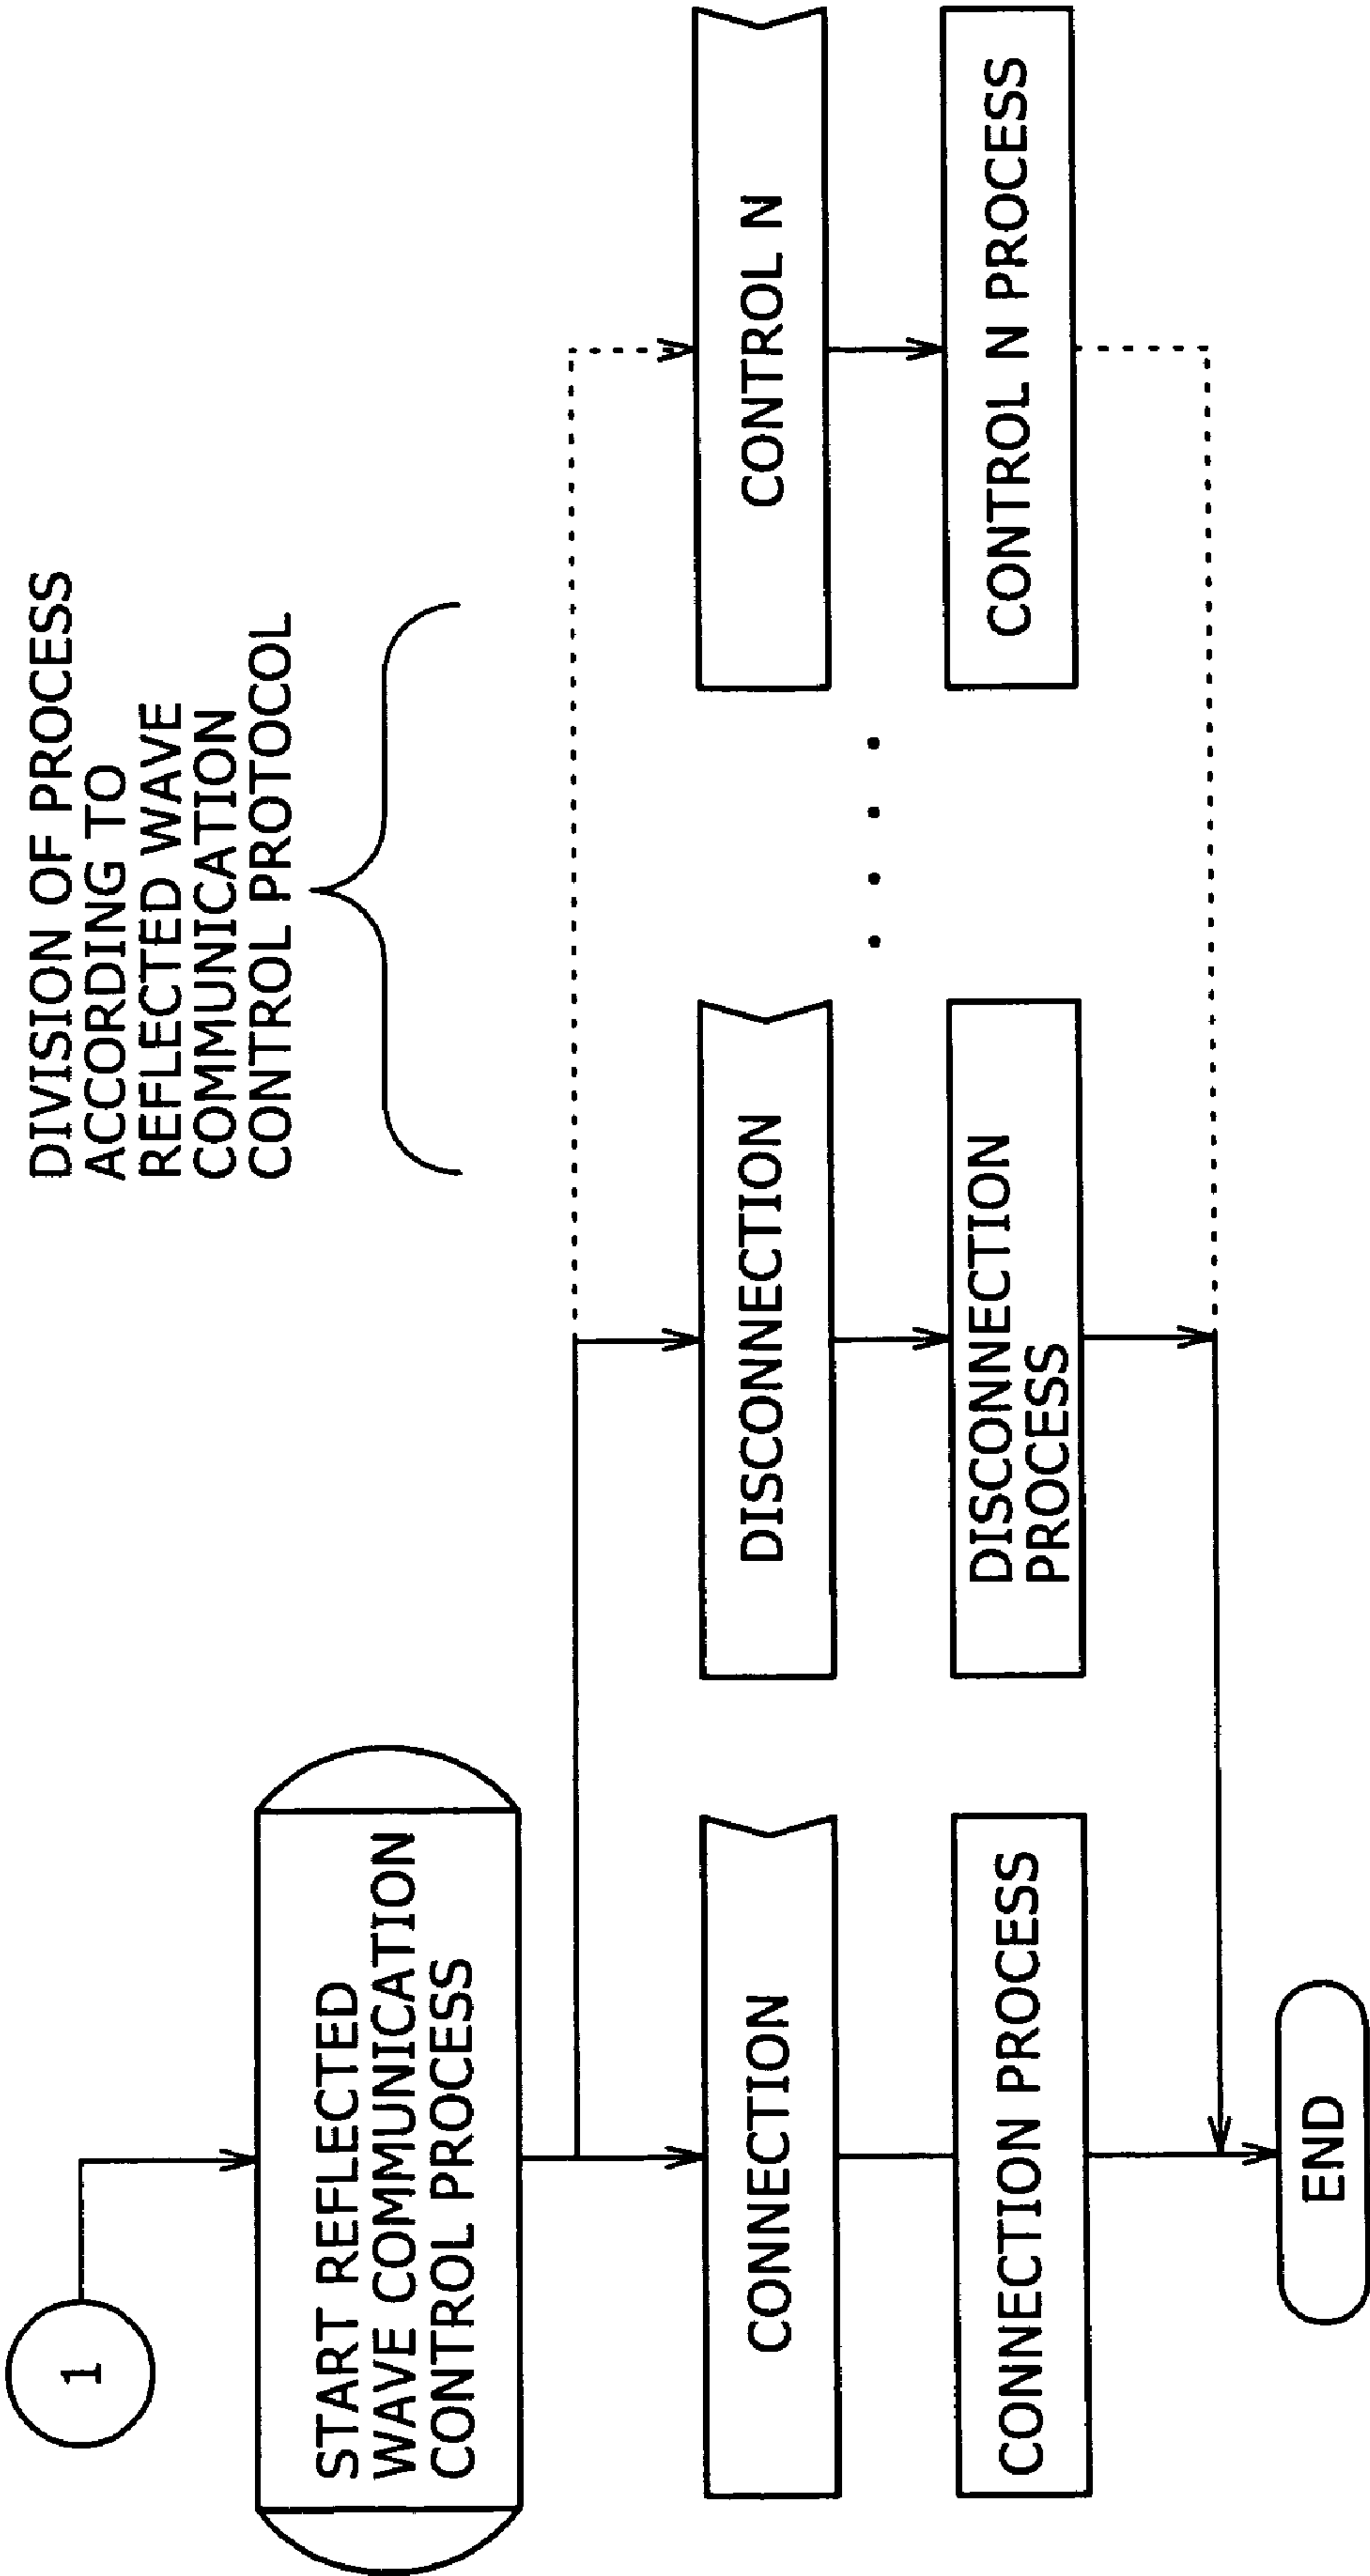 1
START REFLECTED
WAVE COMMUNICATION
CONTROL PROCESS
DIVISION OF PROCESS
ACCORDING TO
REFLECTED WAVE
COMMUNICATION
CONTROL PROTOCOL
CONNECTION
DISCONNECTION
CONTROL N
CONNECTION PROCESS
DISCONNECTION
PROCESS
CONTROL N PROCESS
END